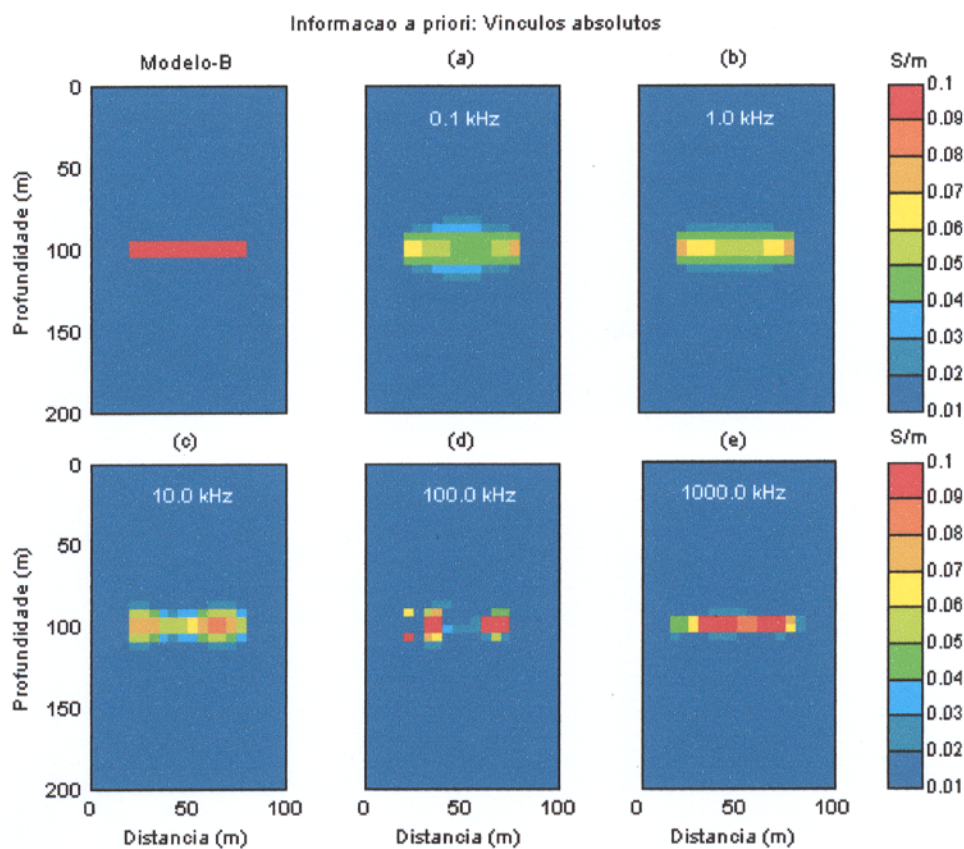 Informacao a priori: Vinculos absolutos
Modelo-B
(a)
(b)
S/m
0
50
100
150
200
Profundidade (m)
0.1 kHz
1.0 kHz
0.1
0.09
0.08
0.07
0.06
0.05
0.04
0.03
0.02
0.01
(c)
(d)
(e)
S/m
0
50
100
150
200
Profundidade (m)
10.0 kHz
100.0 kHz
1000.0 kHz
0.1
0.09
0.08
0.07
0.06
0.05
0.04
0.03
0.02
0.01
0
50
100
0
50
100
0
50
100
Distancia (m)
Distancia (m)
Distancia (m)